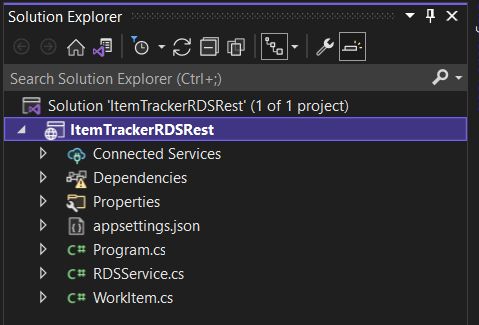 Solution Explorer
Search Solution Explorer (Ctrl+;)
Solution 'ItemTrackerRDSRest' (1 of 1 project)
ItemTrackerRDSRest
Connected Services
Dependencies
Properties
appsettings.json
C# Program.cs
C# RDSService.cs
C# WorkItem.cs